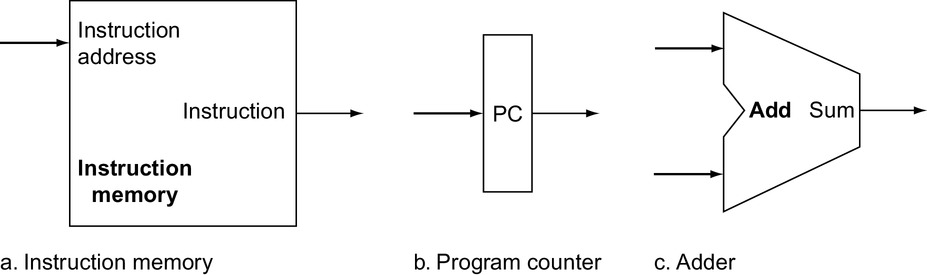 Instruction
address
Instruction
Instruction
memory
PC
Add Sum
a. Instruction memory
b. Program counter
c. Adder